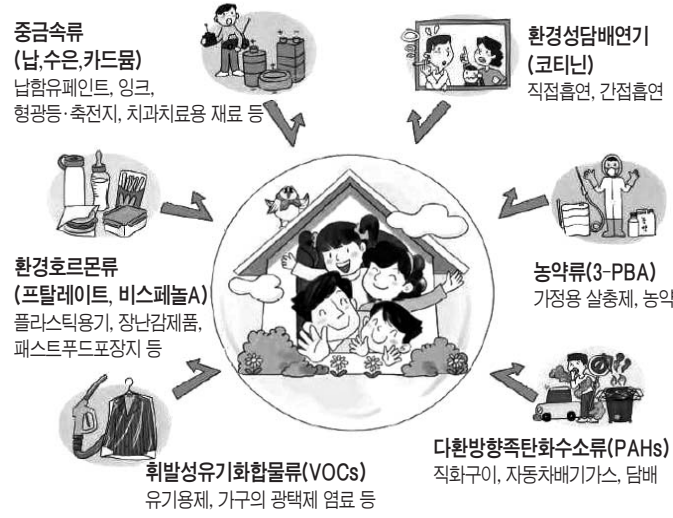 중금속류
(납,수은,카드뮴)
납함유페인트, 잉크,
형광등·축전지, 치과치료용 재료 등
환경성담배연기
(코티닌)
직접흡연, 간접흡연
환경호르몬류
(프탈레이트, 비스페놀A)
플라스틱용기, 장난감제품,
패스트푸드포장지 등
농약류(3-PBA)
가정용 살충제, 농약
휘발성유기화합물류(VOCs)
유기용제, 가구의 광택제 염료 등
다환방향족탄화수소류(PAHs)
직화구이, 자동차배기가스, 담배